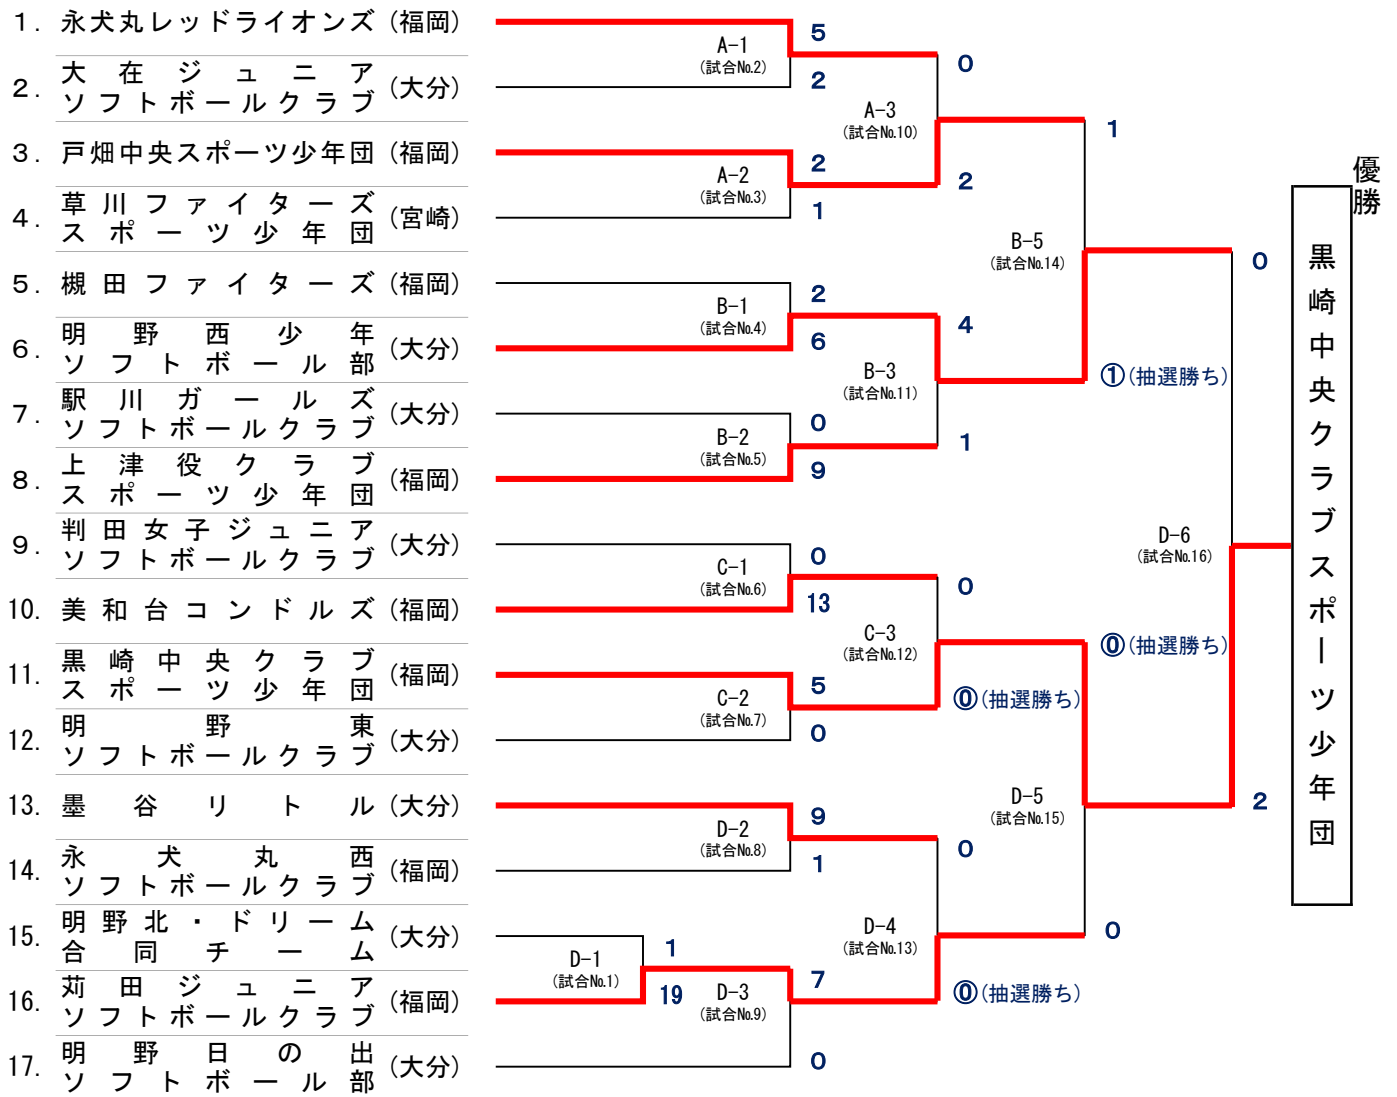 1. 永犬丸レッドライオンズ (福岡)
2. 大在ジュニア
ソフトボールクラブ (大分)
3. 戸畑中央スポーツ少年団 (福岡)
4. 草川ファイターズ
スポーツ少年団 (宮崎)
5. 槻田ファイターズ (福岡)
6. 明野西少年
ソフトボール部 (大分)
7. 駅川ガールズ
ソフトボールクラブ (大分)
8. 上津役クラブ
スポーツ少年団 (福岡)
9. 判田女子ジュニア
ソフトボールクラブ (大分)
10. 美和台コンドルズ (福岡)
11. 黒崎中央クラブ
スポーツ少年団 (福岡)
12. 明野東
ソフトボールクラブ (大分)
13. 墨谷リトル (大分)
14. 永犬丸西
ソフトボールクラブ (福岡)
15. 明野北・ドリーム
合同チーム (大分)
16. 苅田ジュニア
ソフトボールクラブ (福岡)
17. 明野日の出
ソフトボール部 (大分)
D-1
(試合No.1)
1
19
A-1
(試合No.2)
5
2
A-2
(試合No.3)
2
1
B-1
(試合No.4)
2
6
B-2
(試合No.5)
0
9
C-1
(試合No.6)
0
13
C-2
(試合No.7)
5
0
D-2
(試合No.8)
9
1
D-3
(試合No.9)
7
0
A-3
(試合No.10)
0
2
B-3
(試合No.11)
4
1
C-3
(試合No.12)
0
⓪(抽選勝ち)
D-4
(試合No.13)
0
⓪(抽選勝ち)
B-5
(試合No.14)
1
①(抽選勝ち)
D-5
(試合No.15)
⓪(抽選勝ち)
0
D-6
(試合No.16)
0
2
優勝
黒崎中央クラブスポーツ少年団